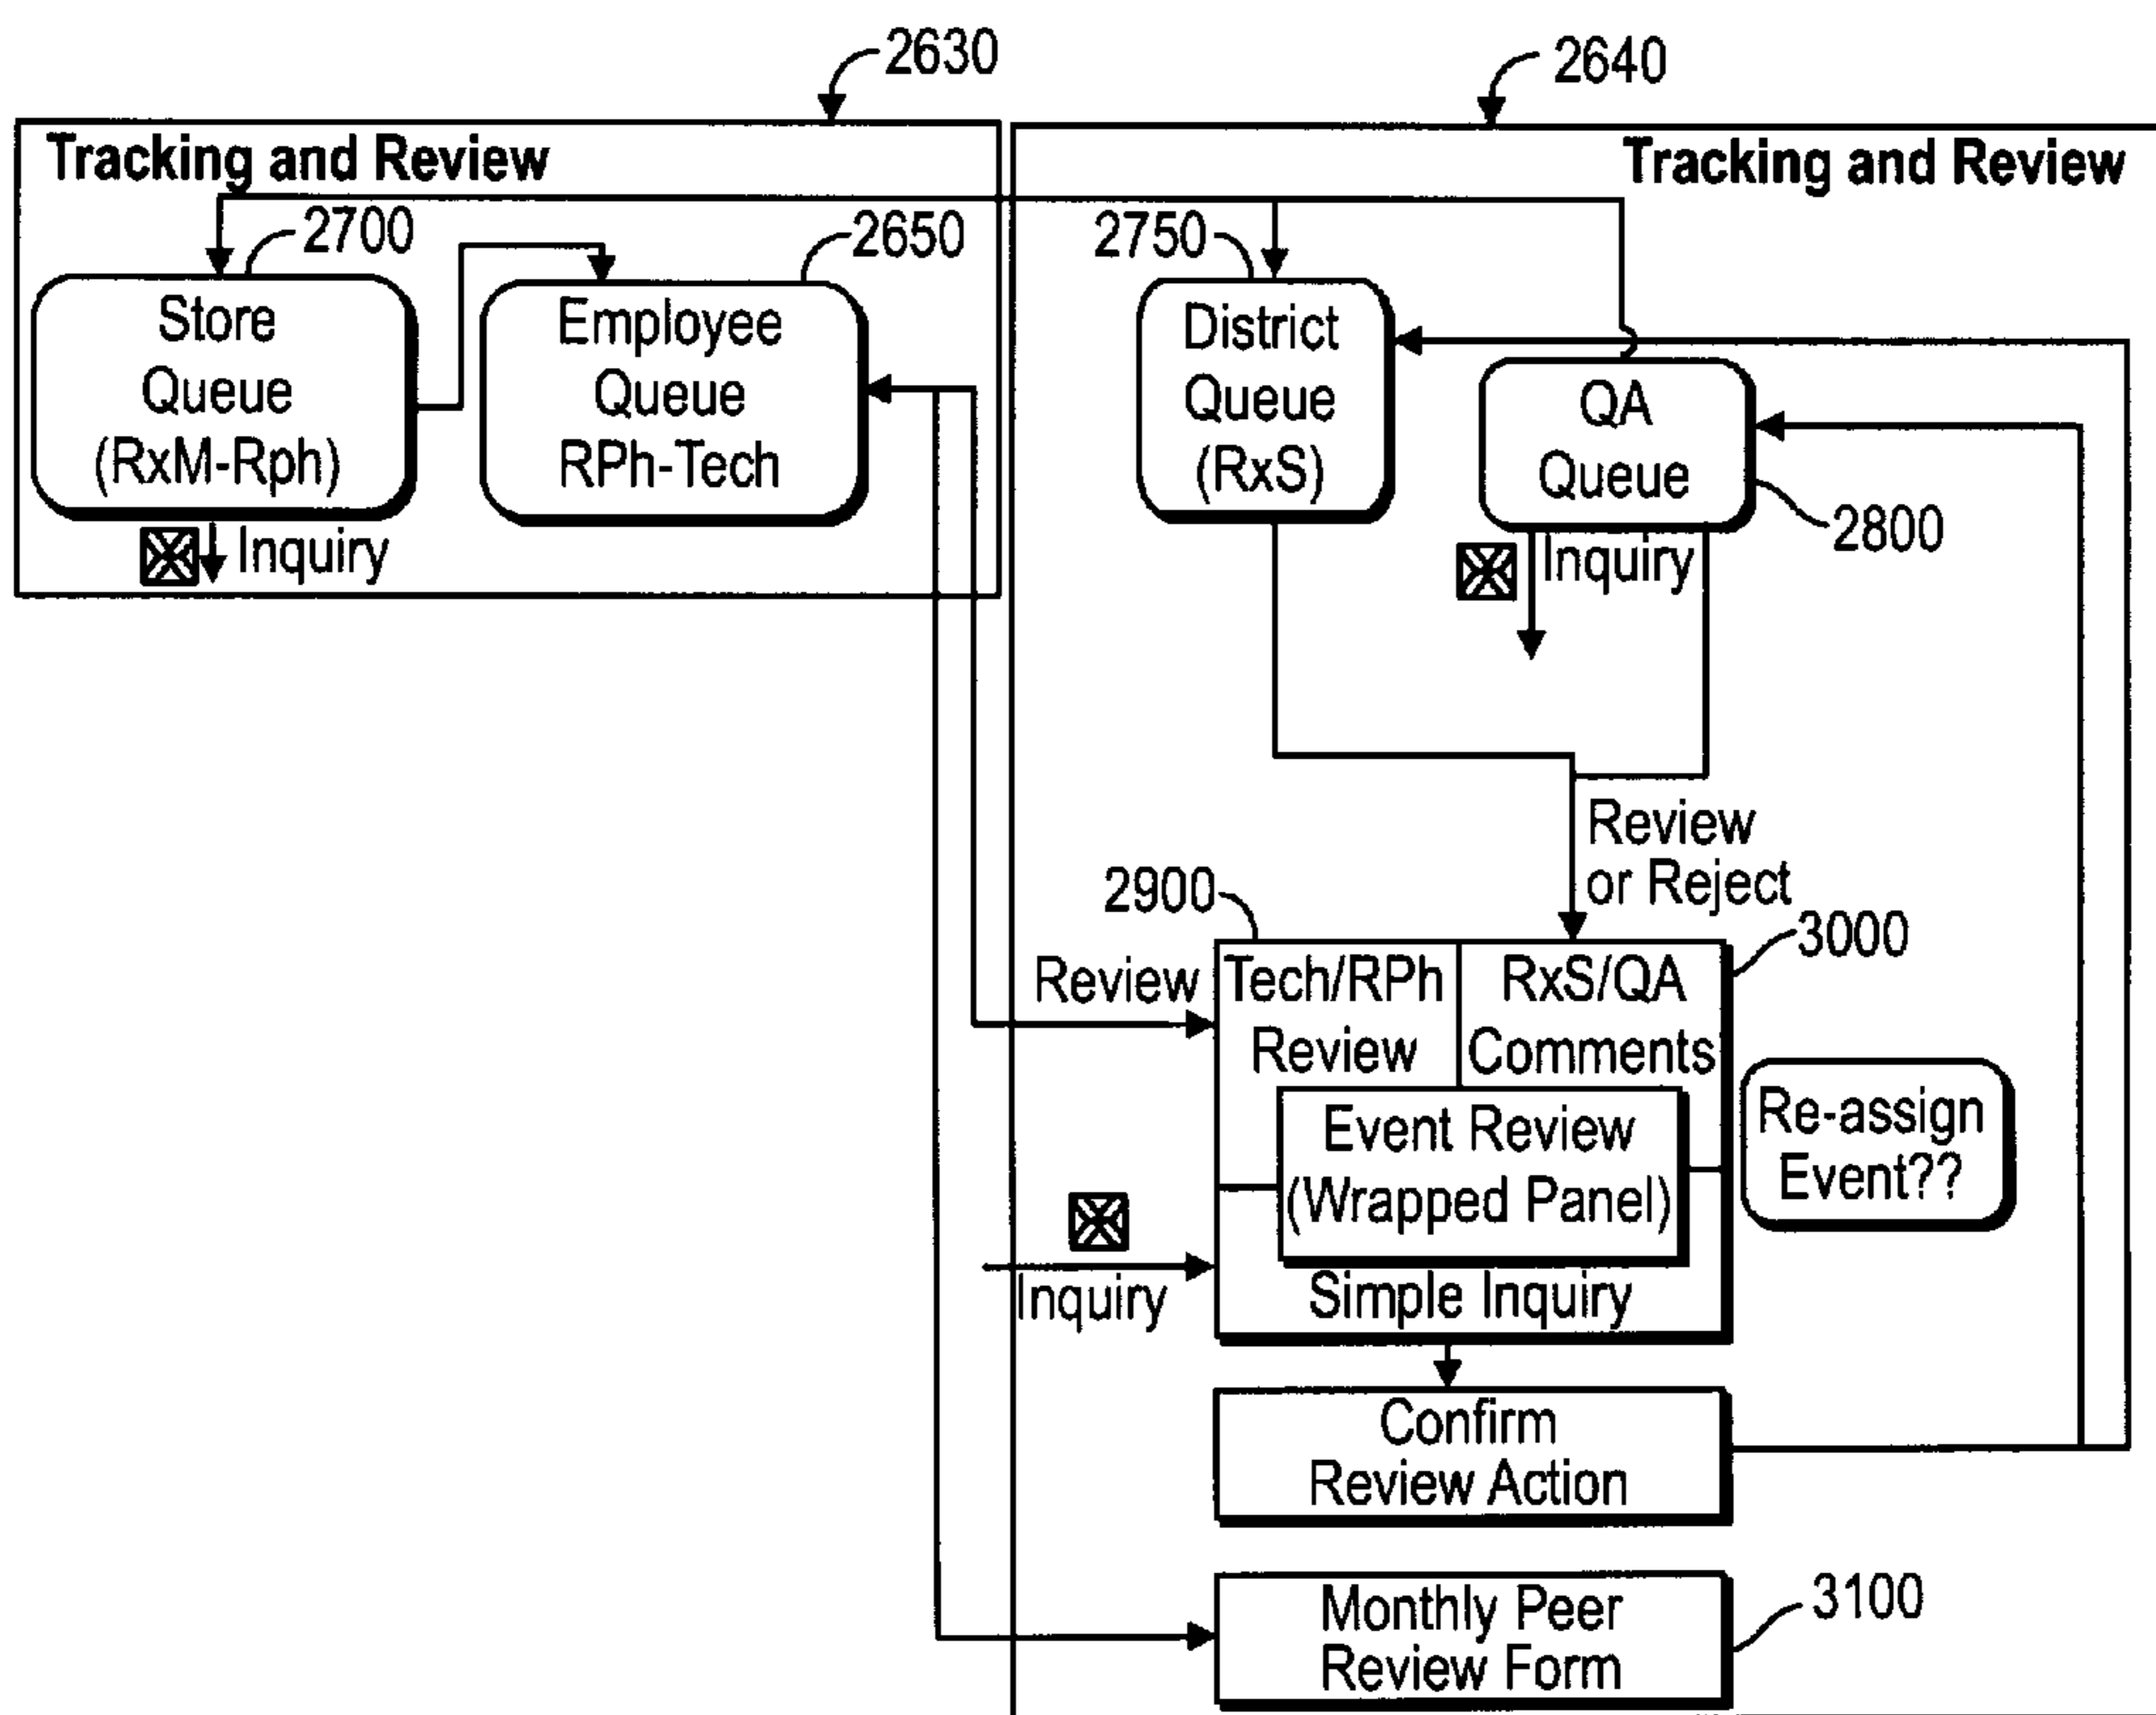 2630
2640
Tracking and Review
Tracking and Review
2700
2650
2750
Store
Queue
(RxM-Rph)
Employee
Queue
RPh-Tech
District
Queue
(RxS)
QA
Queue
2800
Inquiry
Inquiry
Review
or Reject
2900
3000
Review
Tech/RPh
Review
RxS/QA
Comments
Event Review
(Wrapped Panel)
Re-assign
Event??
Inquiry
Simple Inquiry
Confirm
Review Action
Monthly Peer
Review Form
3100